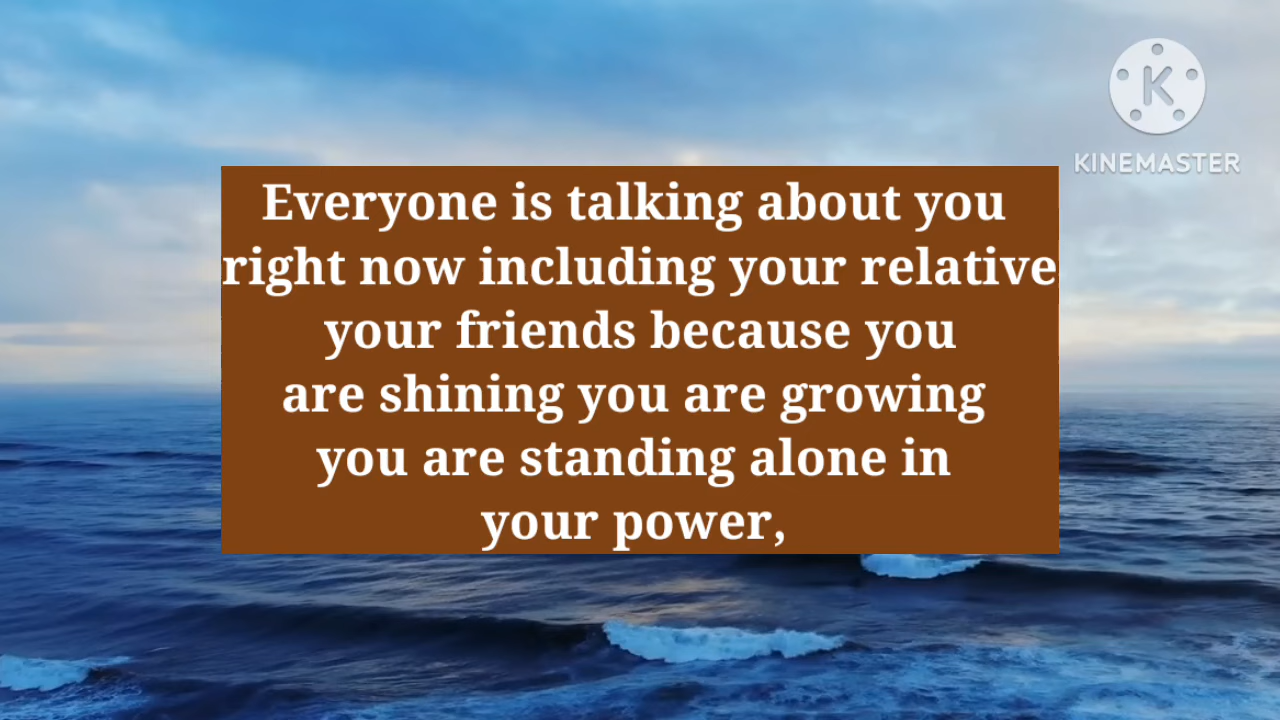 KINEMASTER
Everyone is talking about you
right now including your relative
your friends because you
are shining you are growing
you are standing alone in
your power,